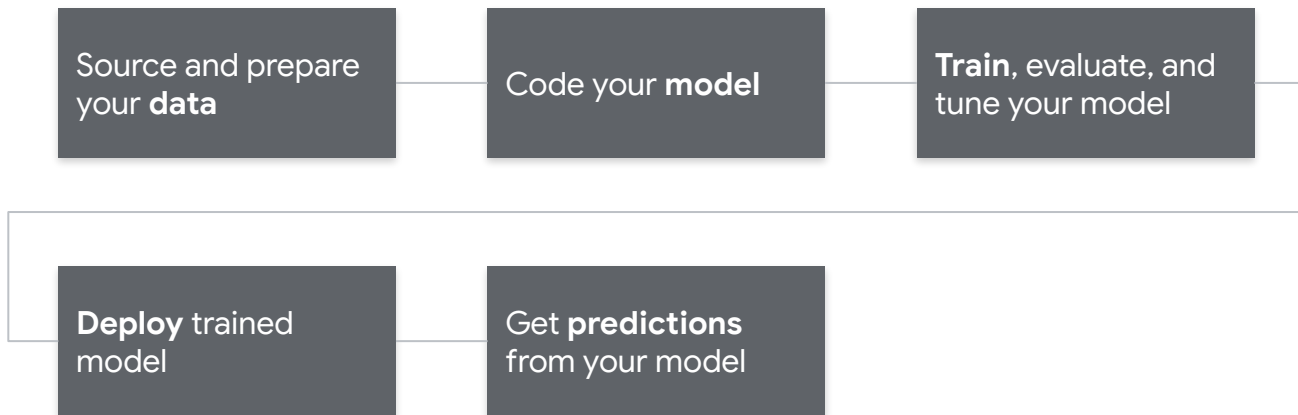 Source and prepare
your data
Code your model
Train, evaluate, and
tune your model
Deploy trained
model
Get predictions
from your model